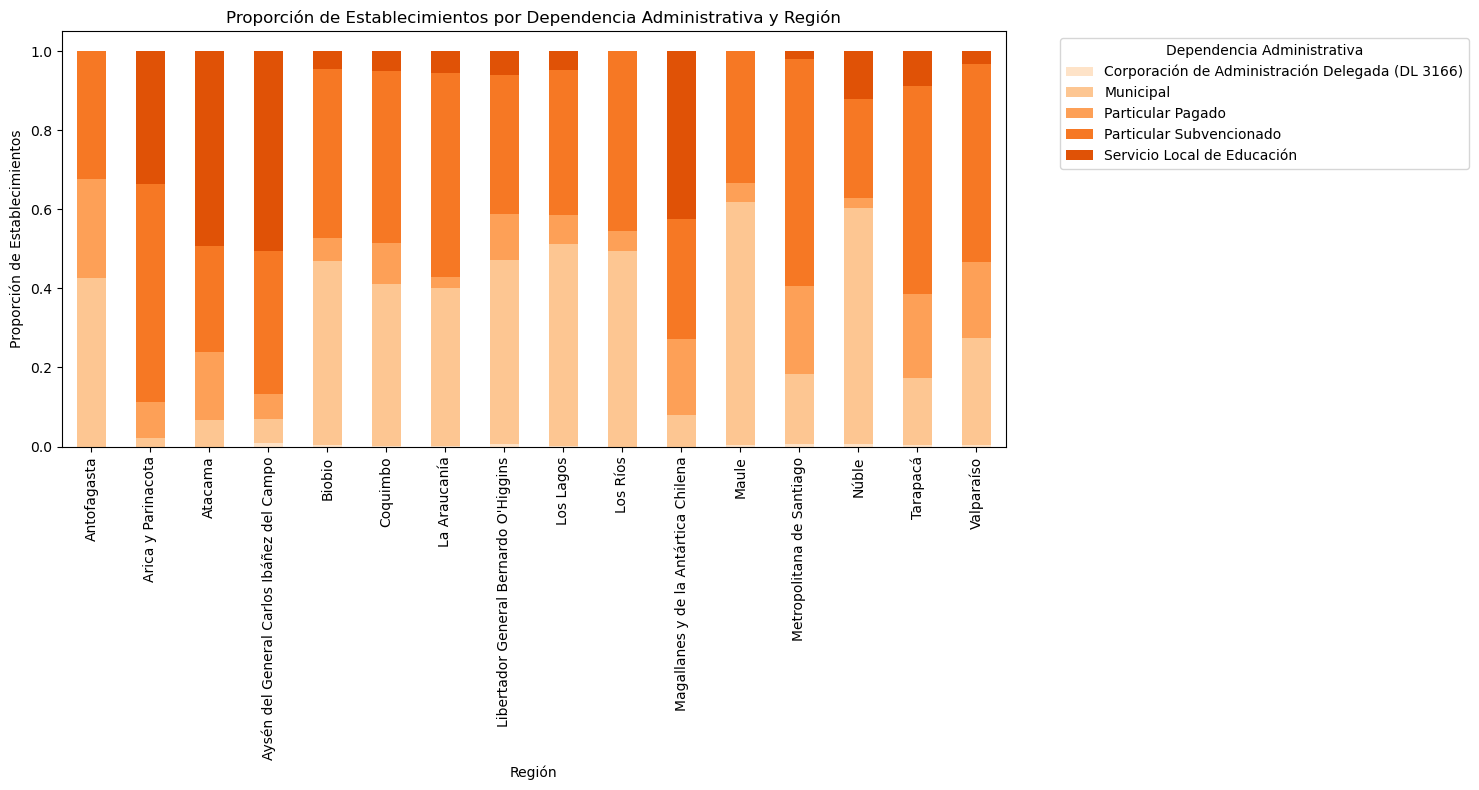 Proporción de Establecimientos por Dependencia Administrativa y Región
Dependencia Administrativa
Corporación de Administración Delegada (DL 3166)
Municipal
Particular Pagado
Particular Subvencionado
Servicio Local de Educación
Proporción de Establecimientos
1.0
0.8
0.6
0.4
0.2
0.0
Antofagasta
Arica y Parinacota
Atacama
Aysén del General Carlos Ibáñez del Campo
Biobio
Coquimbo
La Araucanía
Libertador General Bernardo O'Higgins
Los Lagos
Los Ríos
Magallanes y de la Antártica Chilena
Maule
Metropolitana de Santiago
Núble
Tarapacá
Valparaíso
Región